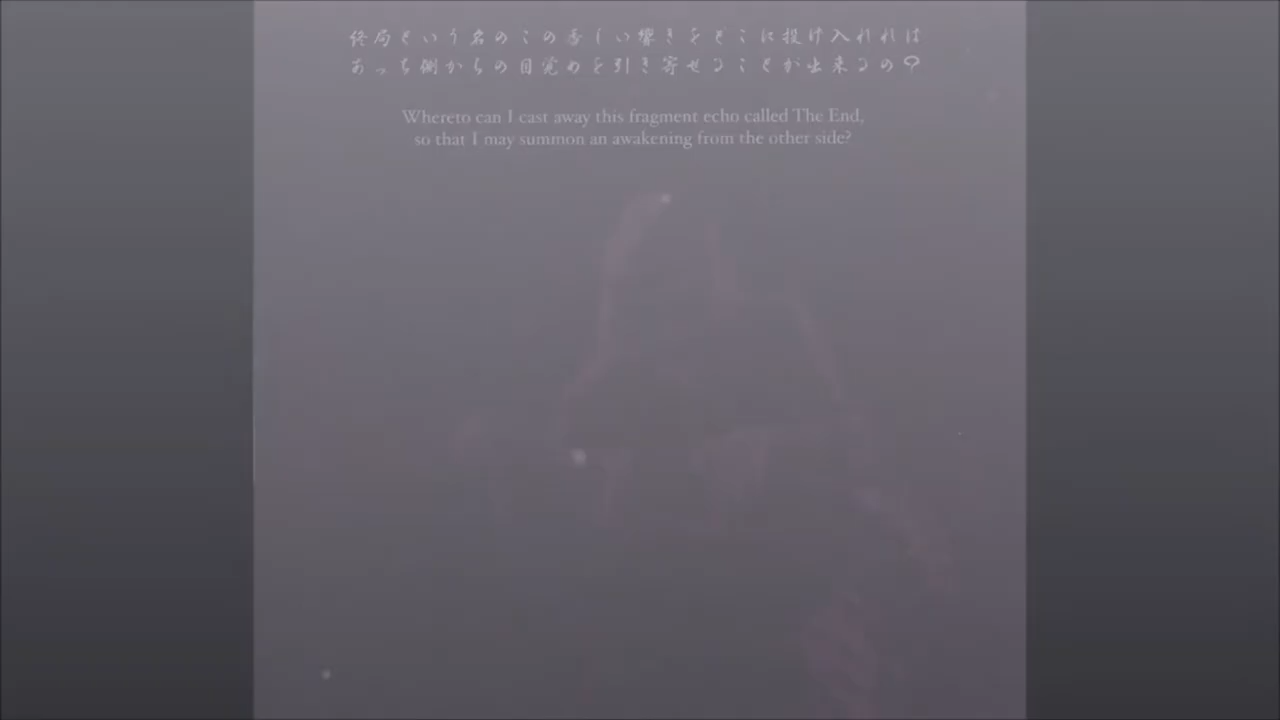 終局という名のこの香しい響きをどこに投げ入れれば
あっち側からの目覚めを引き寄せることが出来るの?
Whereto can I cast away this fragment echo called The End,
so that I may summon an awakening from the other side?